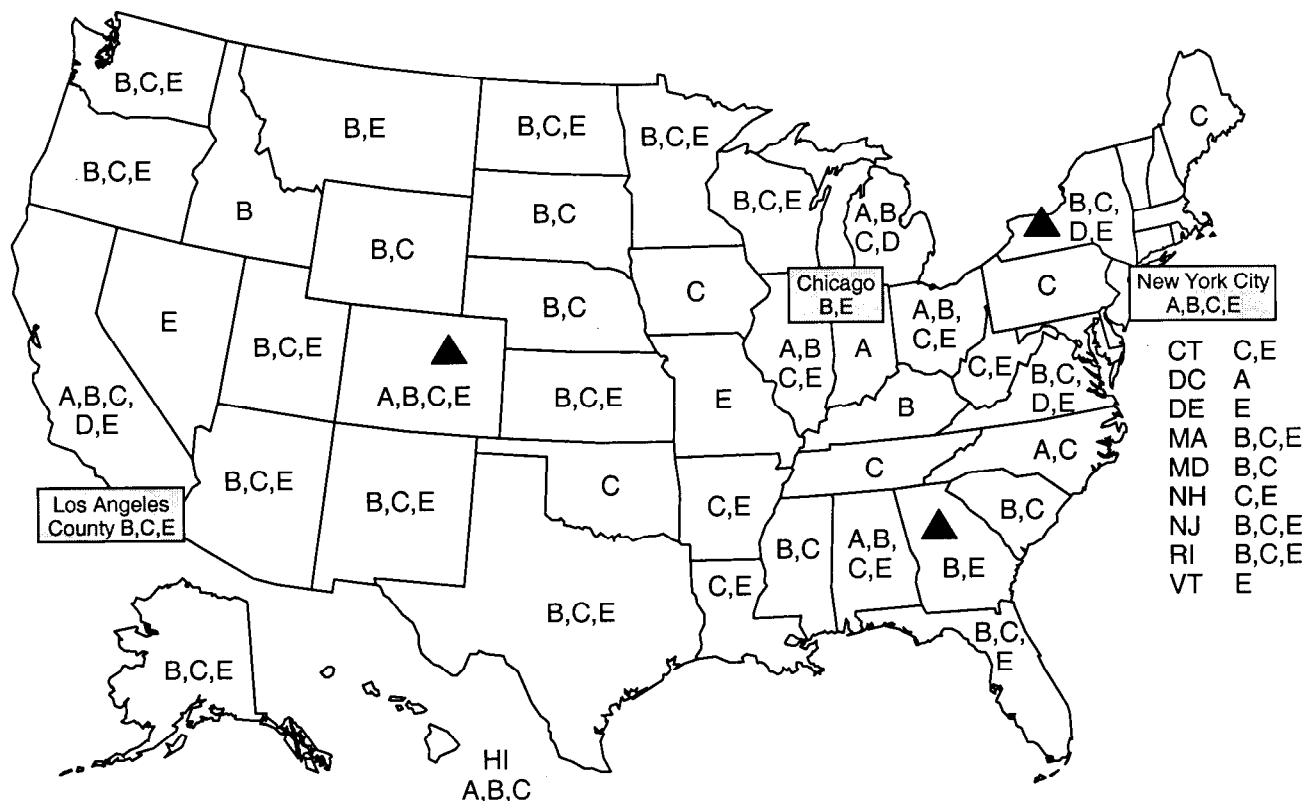 B,C,E
B,E
B,C,E
B,C,E
C
B,C,E
B
B,C
B,C
B,C,E
A,B
C,D
B,C,
D,E
E
B,C,E
A,B,C,E
B,C
C
Chicago
B,E
C
New York City
A,B,C,E
A,B,C,
D,E
B,C,E
E
A,B
C,E
A
A,B,
C,E
C,E
B,C,
D,E
B
CT C,E
DC A
DE E
MA B,C,E
MD B,C
NH C,E
NJ B,C,E
RI B,C,E
VT E
Los Angeles
County B,C,E
B,C,E
B,C,E
C
C,E
C
A,C
B,C
B,C
A,B,
C,E
B,E
B,C,E
C,E
B,C,
E
B,C,E
HI
A,B,C